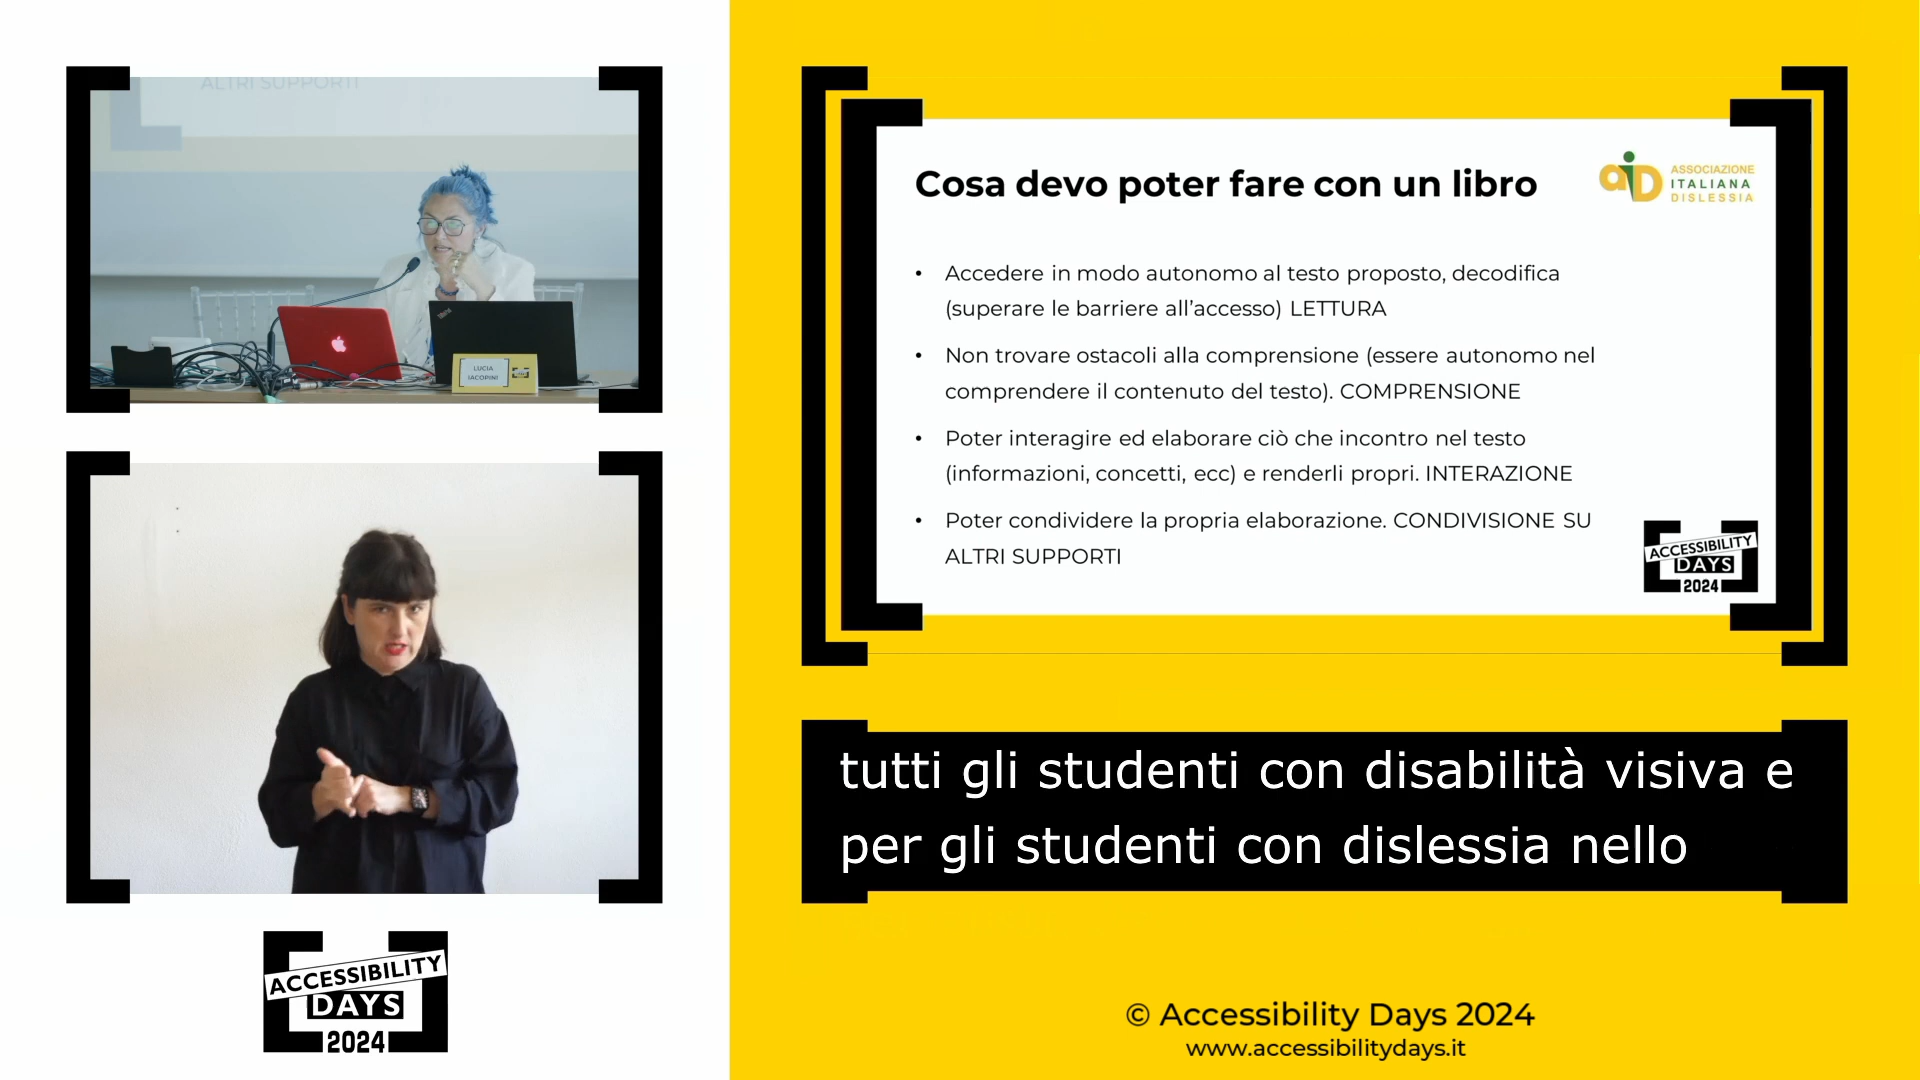 ALTRI SUPPORTI
LUCIA
IACOPINI
ACCESSIBILITY
DAYS
2024
Cosa devo poter fare con un libro
aiD
ASSOCIAZIONE
ITALIANA
DISLESSIA
• Accedere in modo autonomo al testo proposto, decodifica
(superare le barriere all’accesso) LETTURA
• Non trovare ostacoli alla comprensione (essere autonomo nel
comprendere il contenuto del testo). COMPRENSIONE
• Poter interagire ed elaborare ciò che incontro nel testo
(informazioni, concetti, ecc) e renderli propri. INTERAZIONE
• Poter condividere la propria elaborazione. CONDIVISIONE SU
ALTRI SUPPORTI
ACCESSIBILITY
DAYS
2024
tutti gli studenti con disabilità visiva e
per gli studenti con dislessia nello
© Accessibility Days 2024
www.accessibilitydays.it